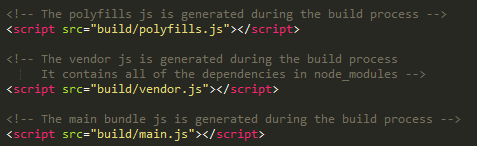 <!-- The polyfills js is generated during the build process -->
<script src="build/polyfills.js"></script>
<!-- The vendor js is generated during the build process
It contains all of the dependencies in node_modules -->
<script src="build/vendor.js"></script>
<!-- The main bundle js is generated during the build process -->
<script src="build/main.js"></script>